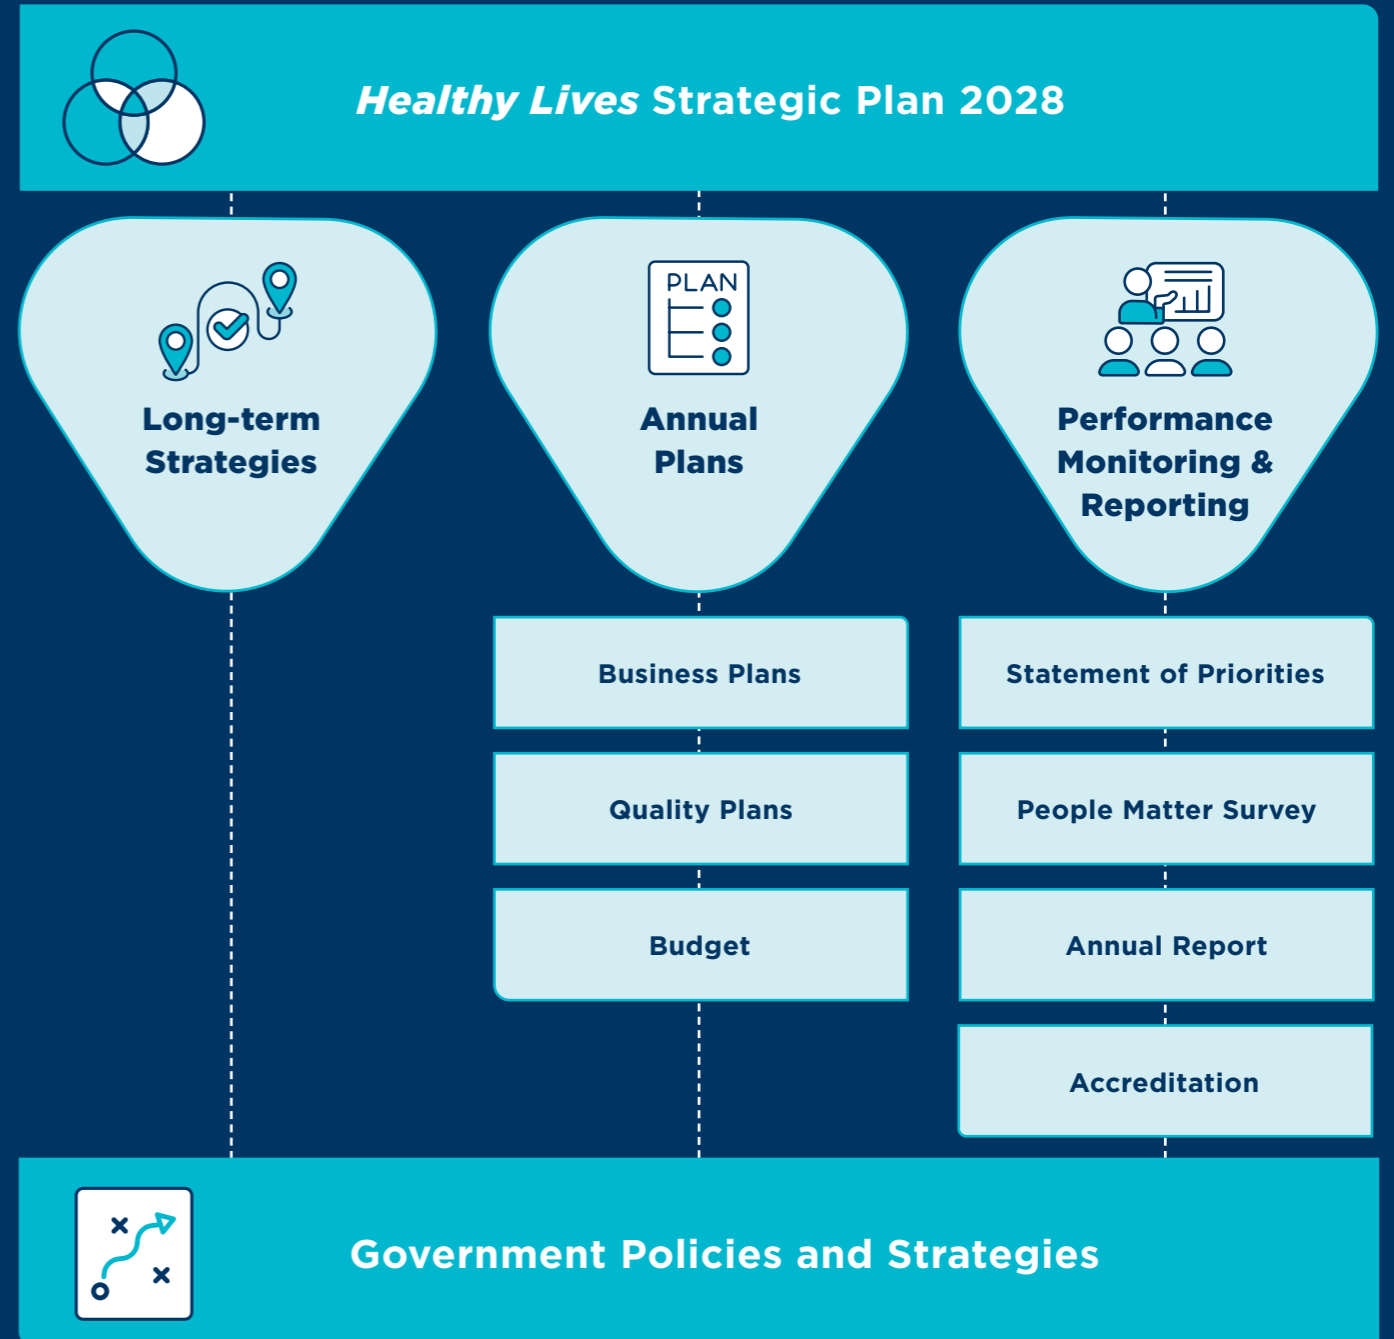 Healthy Lives Strategic Plan 2028
Long-term
Strategies
PLAN
Annual
Plans
Performance
Monitoring &
Reporting
Business Plans
Quality Plans
Budget
Statement of Priorities
People Matter Survey
Annual Report
Accreditation
Government Policies and Strategies